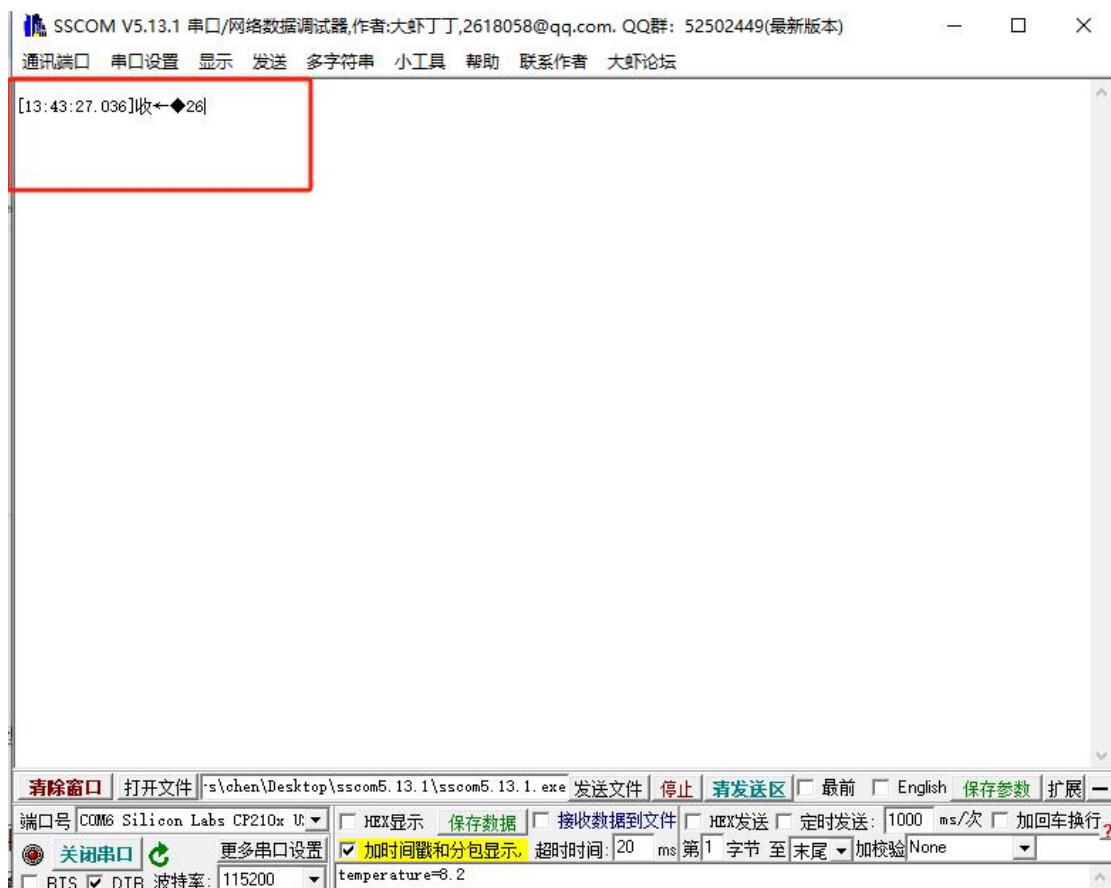 SSCOM V5.13.1 串口/网络数据调试器,作者:大虾丁丁,2618058@qq.com. QQ群: 52502449(最新版本)
通讯端口 串口设置 显示 发送 多字符串 小工具 帮助 联系作者 大虾论坛
[13:43:27.036]收←◆26
清除窗口 打开文件 s\chen\Desktop\sscom5.13.1\sscom5.13.1.exe 发送文件 停止 清发送区 最前 English 保存参数 扩展 —
端口号 COM6 Silicon Labs CP210x HEX显示 保存数据 接收数据到文件 HEX发送 定时发送: 1000 ms/次 加回车换行
关闭串口 更多串口设置 加时间戳和分包显示, 超时时间: 20 ms 第1 字节 至 末尾 加校验 None
RTS DTR 波特率: 115200 temperature=8.2